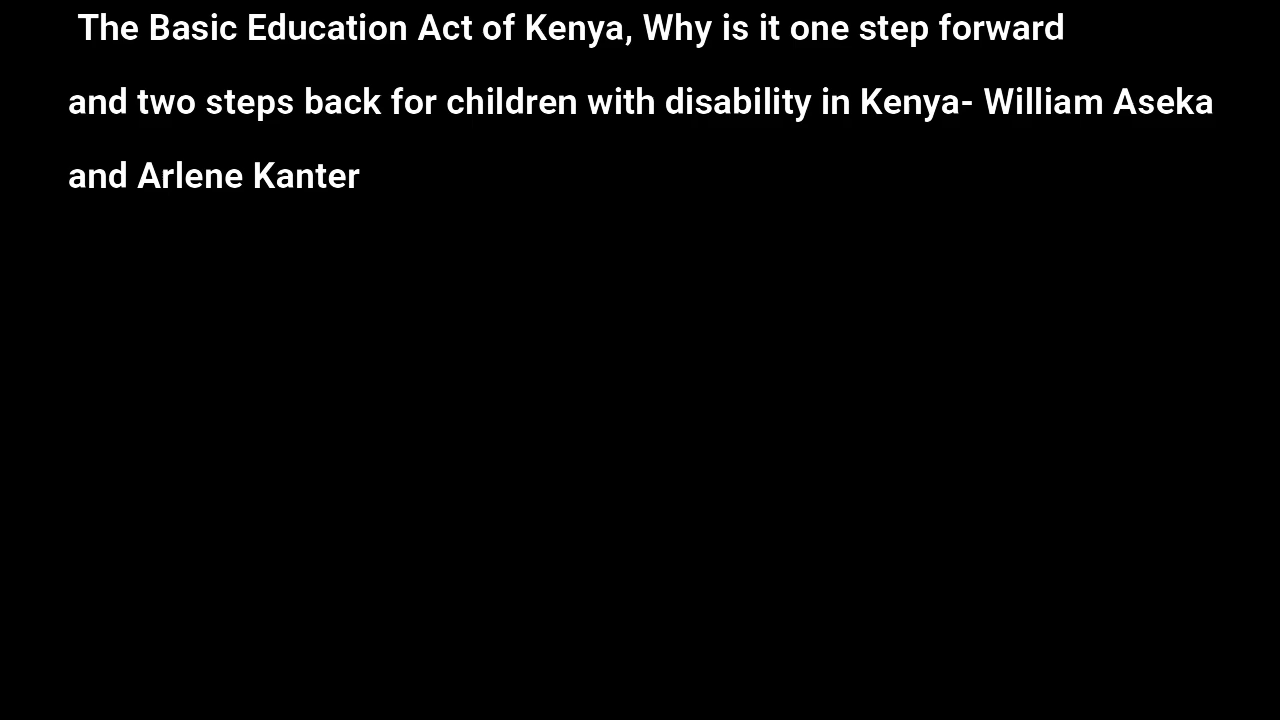 The Basic Education Act of Kenya, Why is it one step forward
and two steps back for children with disability in Kenya- William Aseka
and Arlene Kanter